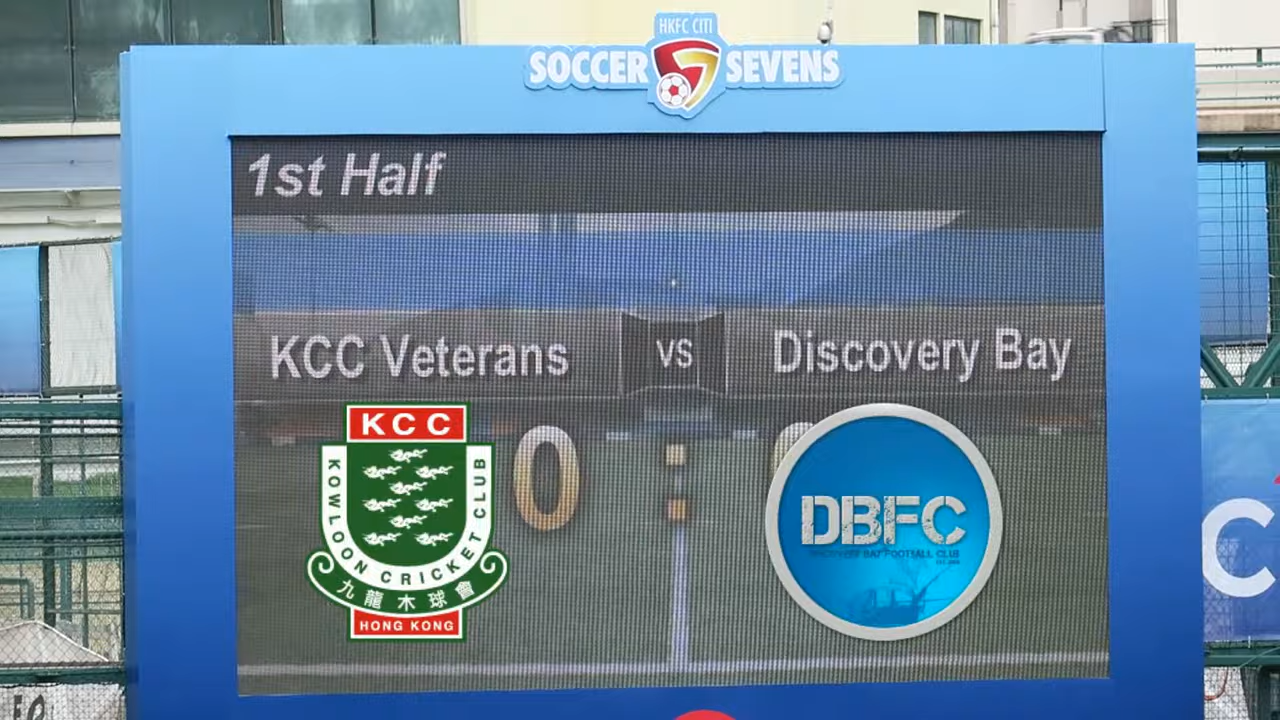 HKFC CITI
SOCCER SEVENS
1st Half
KCC Veterans vs Discovery Bay
KCC
KOWLOON CRICKET CLUB
九龍木球會
HONG KONG
0 :
DBFC
DISCOVERY BAY FOOTBALL CLUB
C